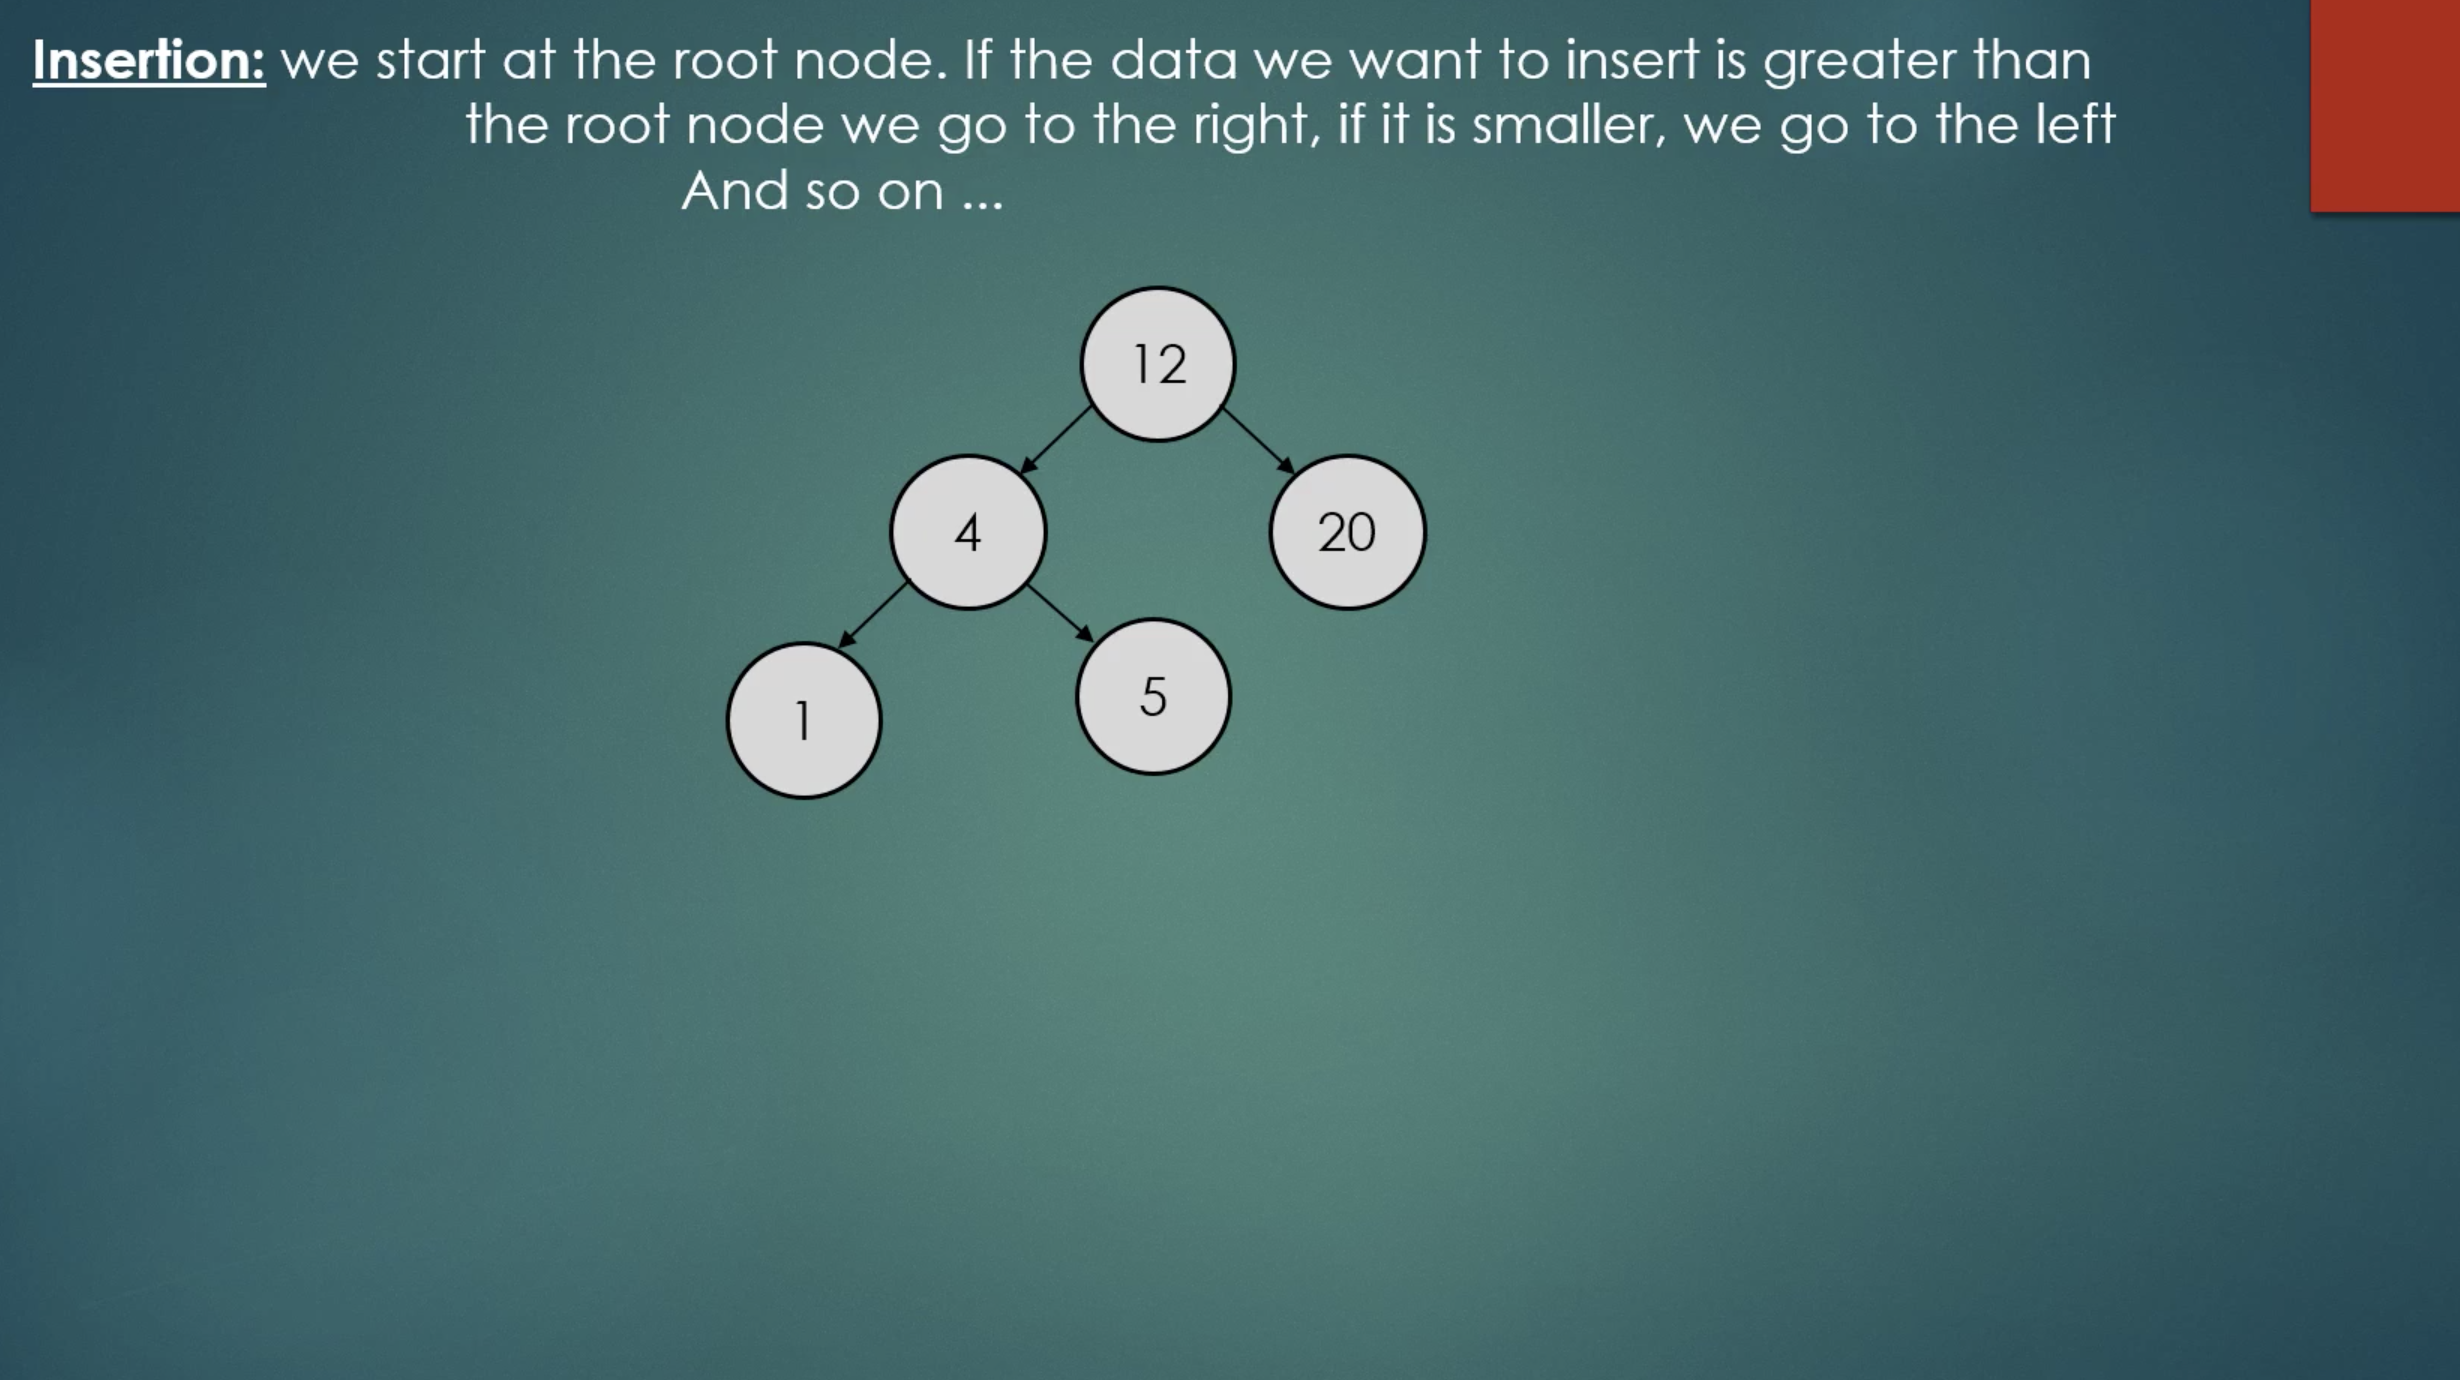 Insertion: we start at the root node. If the data we want to insert is greater than
the root node we go to the right, if it is smaller, we go to the left
And so on ...
12
4
20
1
5